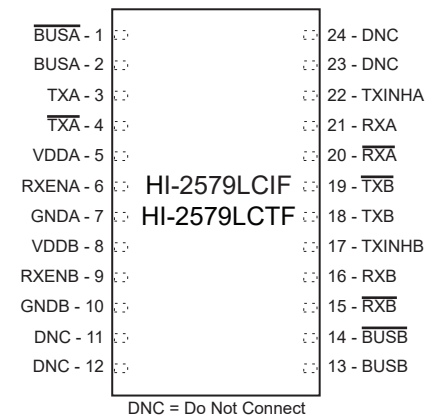 BUSA - 1
BUSA - 2
TXA - 3
TXA - 4
VDDA - 5
RXENA - 6
GNDA - 7
VDDB - 8
RXENB - 9
GNDB - 10
DNC - 11
DNC - 12
HI-2579LCIF
HI-2579LCTF
24 - DNC
23 - DNC
22 - TXINHA
21 - RXA
20 - RXA
19 - TXB
18 - TXB
17 - TXINHB
16 - RXB
15 - RXB
14 - BUSB
13 - BUSB
DNC = Do Not Connect